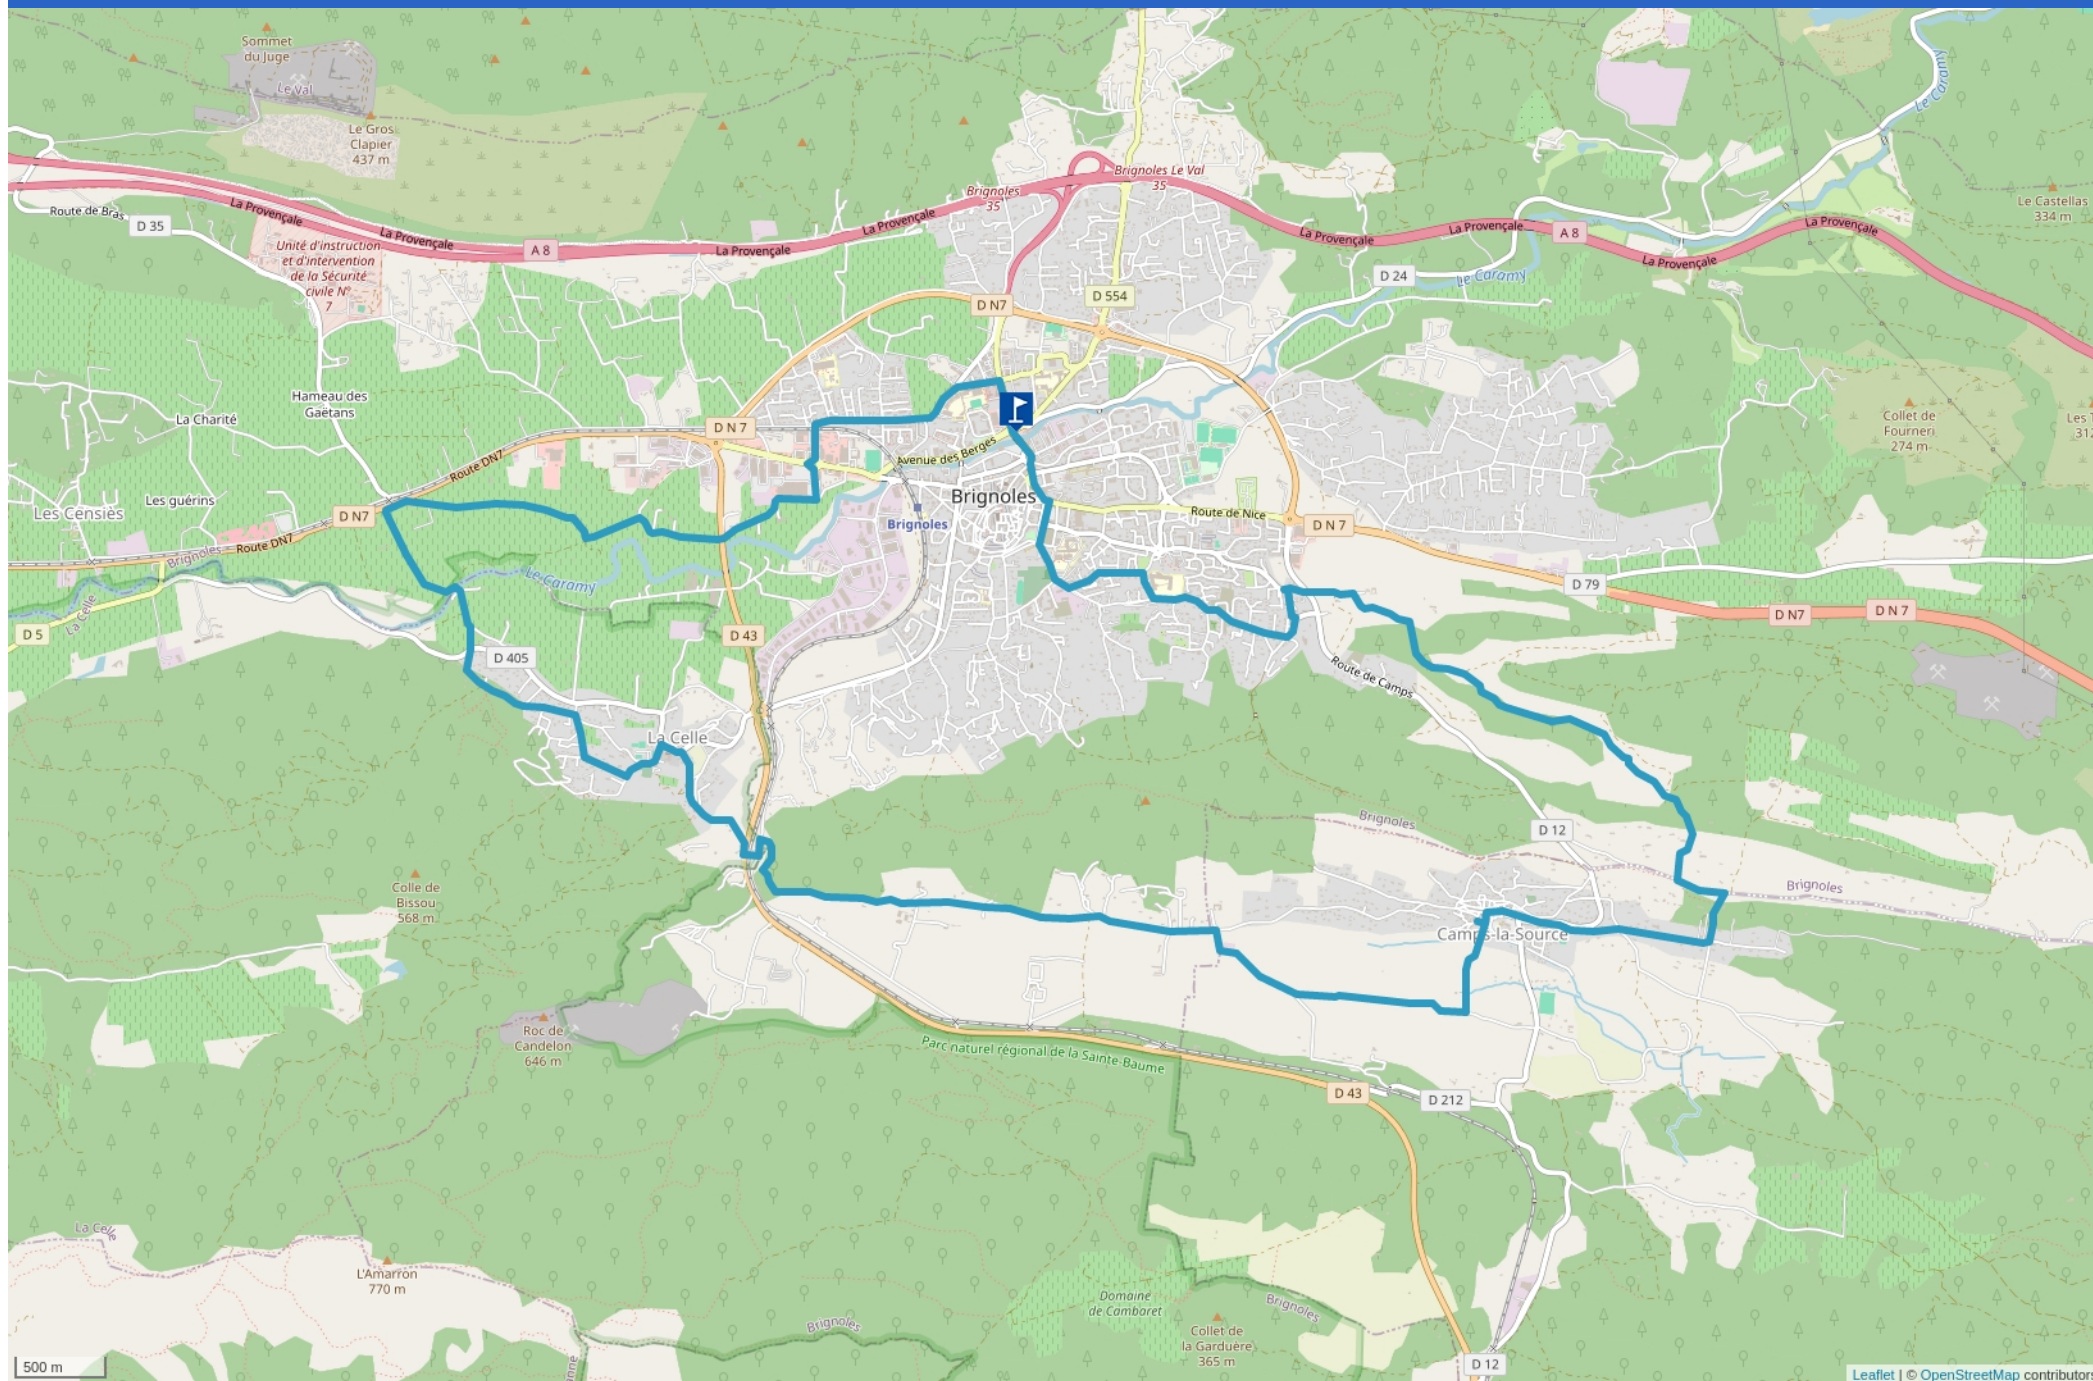 Sommet
du Juge
Le Val
Le Gros
Clapier
437 m
Le Caramy
Brignoles Le Val
35
Brignoles
35
Le Castellas
334 m
Route de Bras
D 35
La Provençale
La Provençale
A 8
La Provençale
La Provençale
La Provençale
La Provençale
A 8
La Provençale
La Provençale
Unité d'instruction
et d'intervention
de la Sécurité
civile N°
7
D 24
Le Caramy
D N7
D 554
Hameau des
Gaëtans
La Charité
Collet de
Fourneri
274 m
Les
312
D N 7
Avenue des Berges
Route DN7
Les guérins
Les Censiès
D N7
Route DN7
Brignoles
Brignoles
Brignoles
Route de Nice
D N 7
D 79
D N7
D N 7
Le Caramy
La Celle
D 5
D 43
D 405
Route de Camps
La Celle
Brignoles
D 12
Brignoles
Colle de
Bissou
568 m
Camps-la-Source
Roc de
Candelon
646 m
Parc naturel régional de la Sainte-Baume
D 43
D 212
La Celle
L'Amarron
770 m
Domaine
de Cambaret
Brignoles
Brignoles
Collet de
la Garduère
365 m
D 12
500 m
Leaflet | © OpenStreetMap contributor